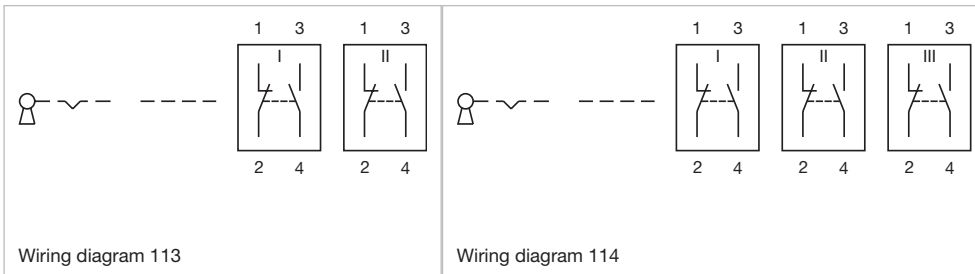 1 3 1 3
I II
2 4 2 4
Wiring diagram 113
1 3 1 3 1 3
I II III
2 4 2 4 2 4
Wiring diagram 114